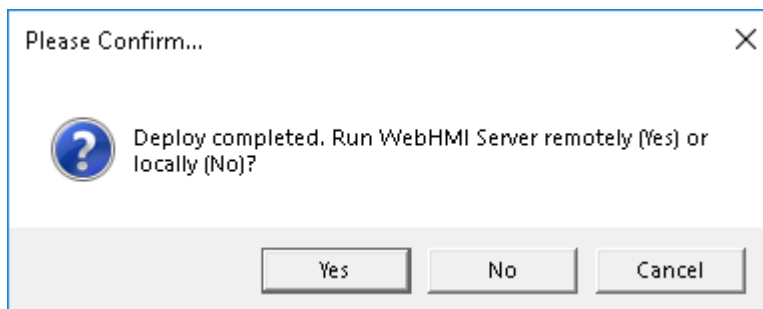 Please Confirm...
Deploy completed. Run WebHMI Server remotely (Yes) or
locally (No)?
Yes No Cancel